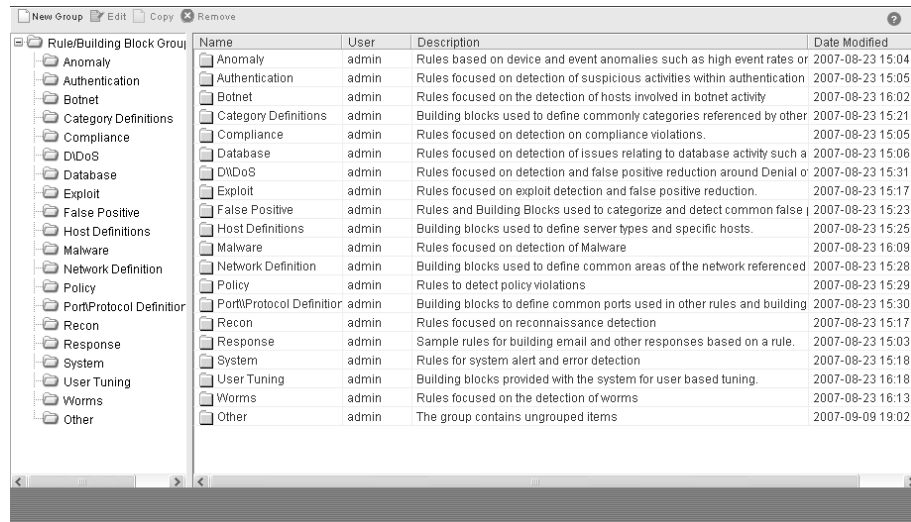 New Group Edit Copy Remove
Rule/Building Block Group
Anomaly
Authentication
Botnet
Category Definitions
Compliance
D\DoS
Database
Exploit
False Positive
Host Definitions
Malware
Network Definition
Policy
Port\Protocol Definition
Recon
Response
System
User Tuning
Worms
Other
Name User Description Date Modified
Anomaly admin Rules based on device and event anomalies such as high event rates or 2007-08-23 15:04
Authentication admin Rules focused on detection of suspicious activities within authentication 2007-08-23 15:05
Botnet admin Rules focused on the detection of hosts involved in botnet activity 2007-08-23 16:02
Category Definitions admin Building blocks used to define commonly categories referenced by other 2007-08-23 15:21
Compliance admin Rules focused on detection on compliance violations. 2007-08-23 15:05
Database admin Rules focused on detection of issues relating to database activity such a 2007-08-23 15:06
D\\DoS admin Rules focused on detection and false positive reduction around Denial o 2007-08-23 15:31
Exploit admin Rules focused on exploit detection and false positive reduction. 2007-08-23 15:17
False Positive admin Rules and Building Blocks used to categorize and detect common false 2007-08-23 15:23
Host Definitions admin Building blocks used to define server types and specific hosts. 2007-08-23 15:25
Malware admin Rules focused on detection of Malware 2007-08-23 16:09
Network Definition admin Building blocks used to define common areas of the network referenced 2007-08-23 15:28
Policy admin Rules to detect policy violations 2007-08-23 15:29
Port\\Protocol Definition admin Building blocks to define common ports used in other rules and building 2007-08-23 15:30
Recon admin Rules focused on reconnaissance detection 2007-08-23 15:17
Response admin Sample rules for building email and other responses based on a rule. 2007-08-23 15:03
System admin Rules for system alert and error detection 2007-08-23 15:18
User Tuning admin Building blocks provided with the system for user based tuning. 2007-08-23 16:18
Worms admin Rules focused on the detection of worms 2007-08-23 16:13
Other admin The group contains ungrouped items 2007-09-09 19:02